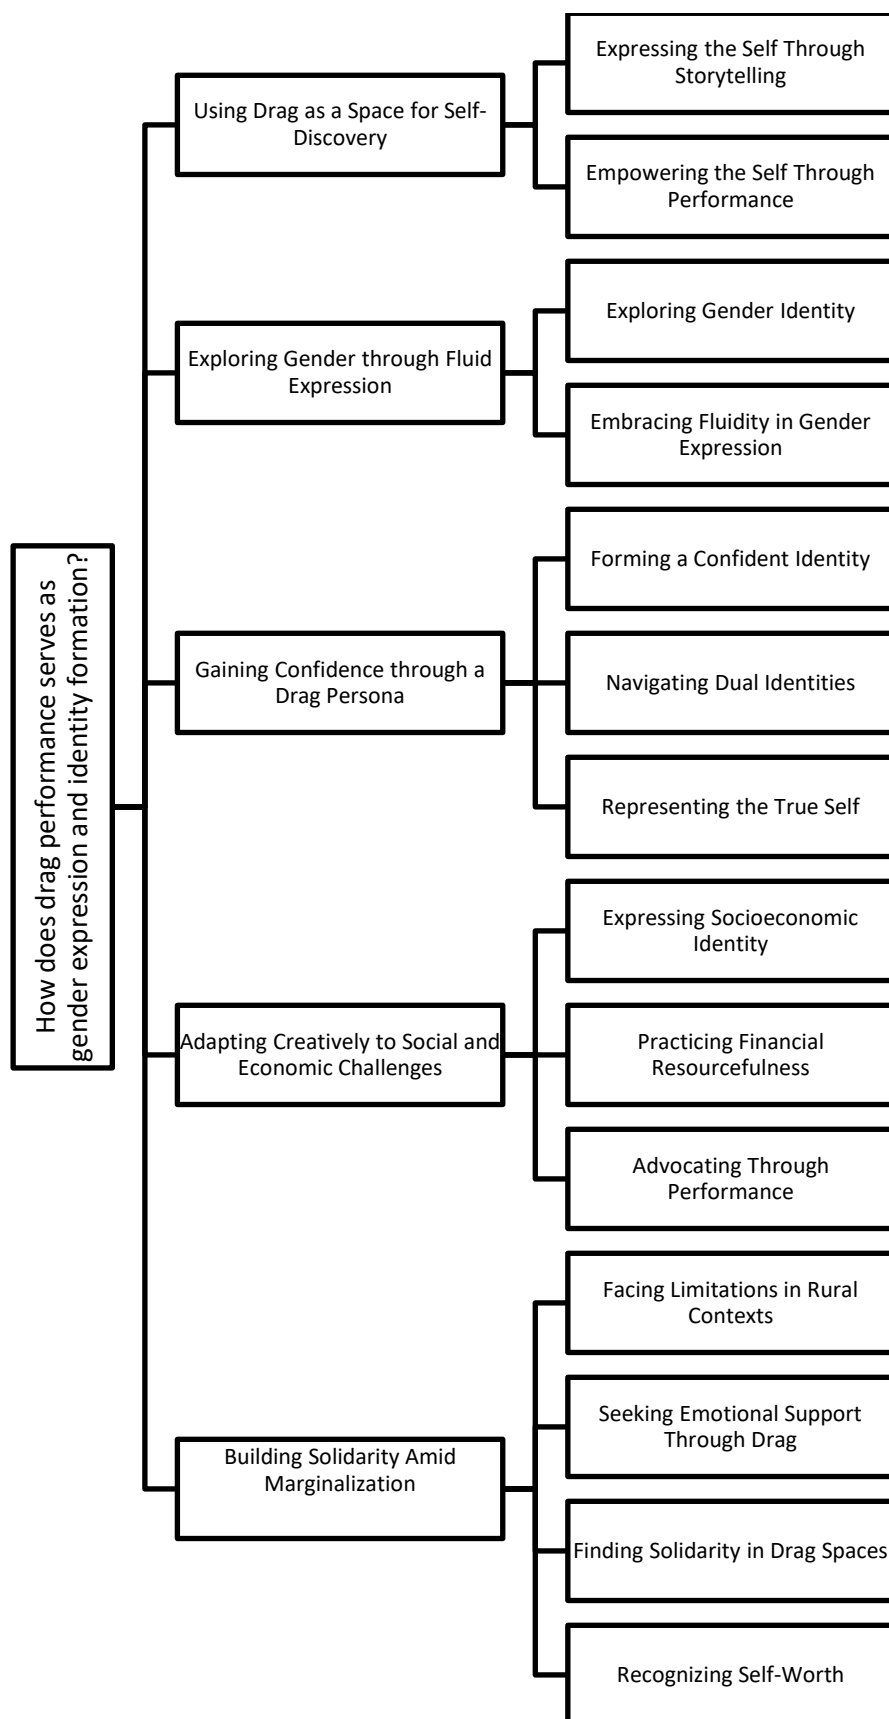 How does drag performance serves as
gender expression and identity formation?
Using Drag as a Space for Self-
Discovery
Expressing the Self Through
Storytelling
Empowering the Self Through
Performance
Exploring Gender through Fluid
Expression
Exploring Gender Identity
Embracing Fluidity in Gender
Expression
Gaining Confidence through a
Drag Persona
Forming a Confident Identity
Navigating Dual Identities
Representing the True Self
Adapting Creatively to Social and
Economic Challenges
Expressing Socioeconomic
Identity
Practicing Financial
Resourcefulness
Advocating Through
Performance
Building Solidarity Amid
Marginalization
Facing Limitations in Rural
Contexts
Seeking Emotional Support
Through Drag
Finding Solidarity in Drag Spaces
Recognizing Self-Worth